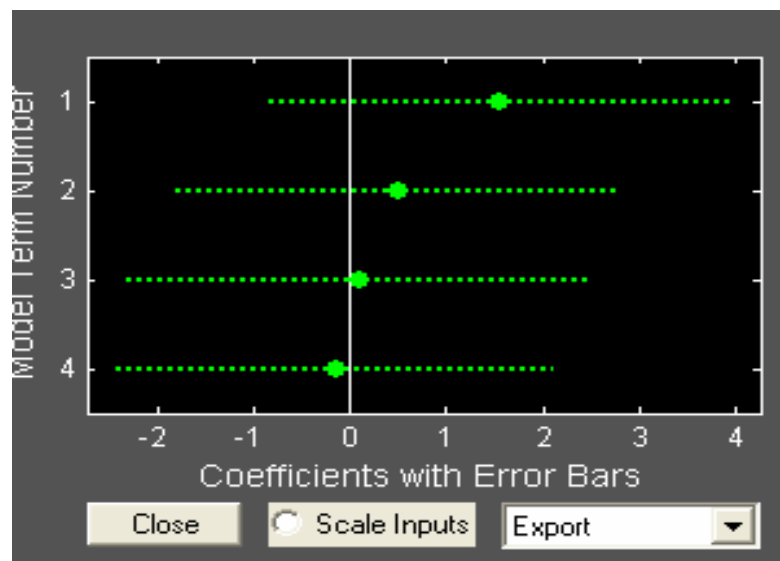 Model Term Number
1
2
3
4
-2 -1 0 1 2 3 4
Coefficients with Error Bars
Close Scale Inputs Export